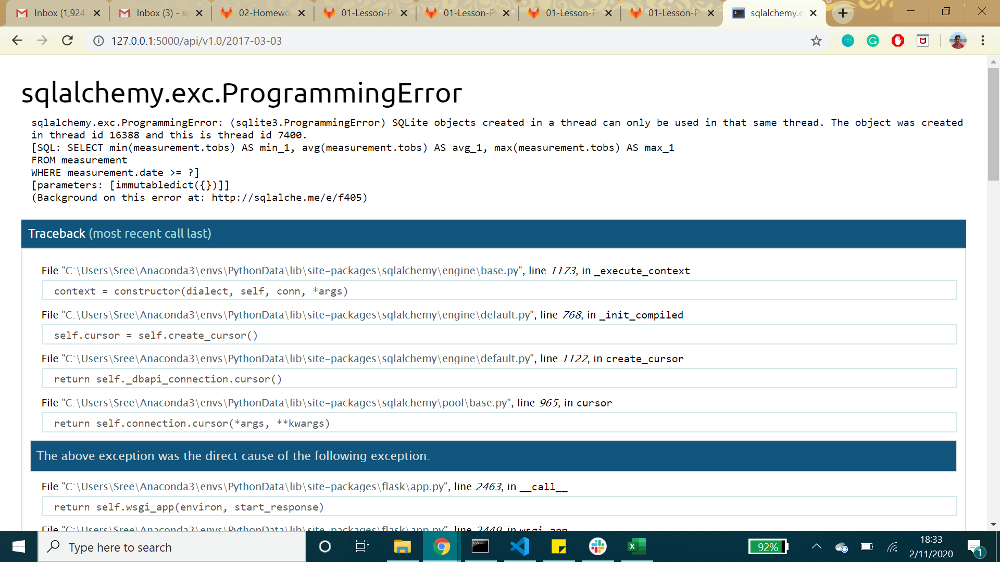 Inbox (1,924
Inbox (3) - sy
02-Homewo
01-Lesson-P
01-Lesson-P
01-Lesson-P
01-Lesson-P
sqlalchemy.e
127.0.0.1:5000/api/v1.0/2017-03-03
sqlalchemy.exc.ProgrammingError
sqlalchemy.exc.ProgrammingError: (sqlite3.ProgrammingError) SQLite objects created in a thread can only be used in that same thread. The object was created
in thread id 16388 and this is thread id 7400.
[SQL: SELECT min(measurement.tobs) AS min_1, avg(measurement.tobs) AS avg_1, max(measurement.tobs) AS max_1
FROM measurement
WHERE measurement.date >= ?]
[parameters: [immutabledict({})]]
(Background on this error at: http://sqlalche.me/e/f405)
Traceback (most recent call last)
File "C:\Users\Sree\Anaconda3\envs\PythonData\lib\site-packages\sqlalchemy\engine\base.py", line 1173, in _execute_context
context = constructor(dialect, self, conn, *args)
File "C:\Users\Sree\Anaconda3\envs\PythonData\lib\site-packages\sqlalchemy\engine\default.py", line 768, in _init_compiled
self.cursor = self.create_cursor()
File "C:\Users\Sree\Anaconda3\envs\PythonData\lib\site-packages\sqlalchemy\engine\default.py", line 1122, in create_cursor
return self._dbapi_connection.cursor()
File "C:\Users\Sree\Anaconda3\envs\PythonData\lib\site-packages\sqlalchemy\pool\base.py", line 965, in cursor
return self.connection.cursor(*args, **kwargs)
The above exception was the direct cause of the following exception:
File "C:\Users\Sree\Anaconda3\envs\PythonData\lib\site-packages\flask\app.py", line 2463, in __call__
return self.wsgi_app(environ, start_response)
File "C:\Users\Sree\Anaconda3\envs\PythonData\lib\site-packages\flask\app.py", line 2449, in wsgi_app
Type here to search
92%
18:33
2/11/2020
1